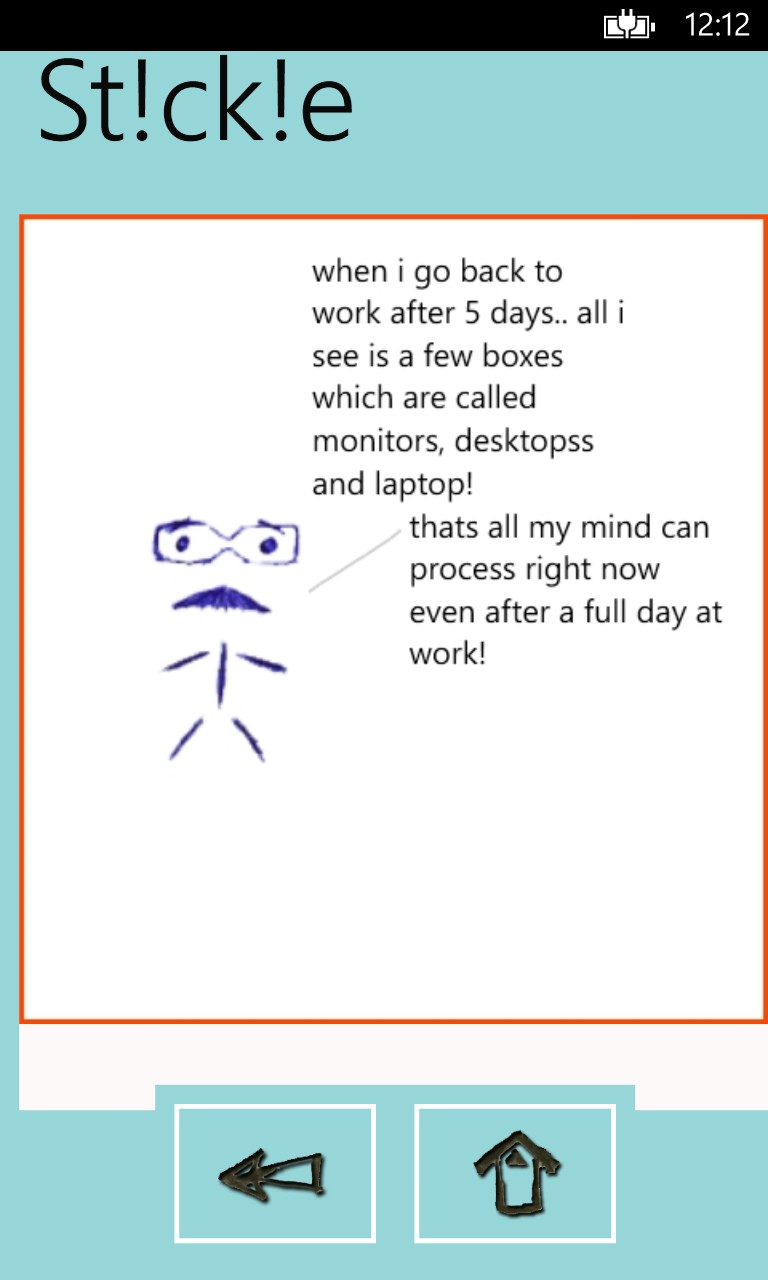 12:12
St!ck!e
when i go back to
work after 5 days.. all i
see is a few boxes
which are called
monitors, desktopss
and laptop!
thats all my mind can
process right now
even after a full day at
work!